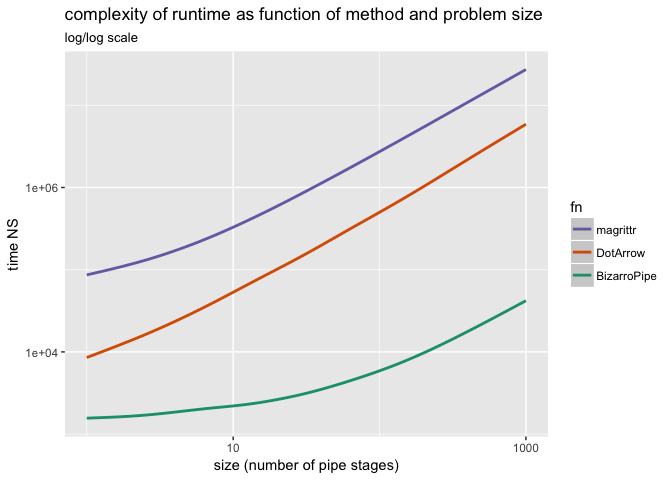 complexity of runtime as function of method and problem size
log/log scale
time NS
1e+06
1e+04
10
1000
size (number of pipe stages)
fn
magrittr
DotArrow
BizarroPipe